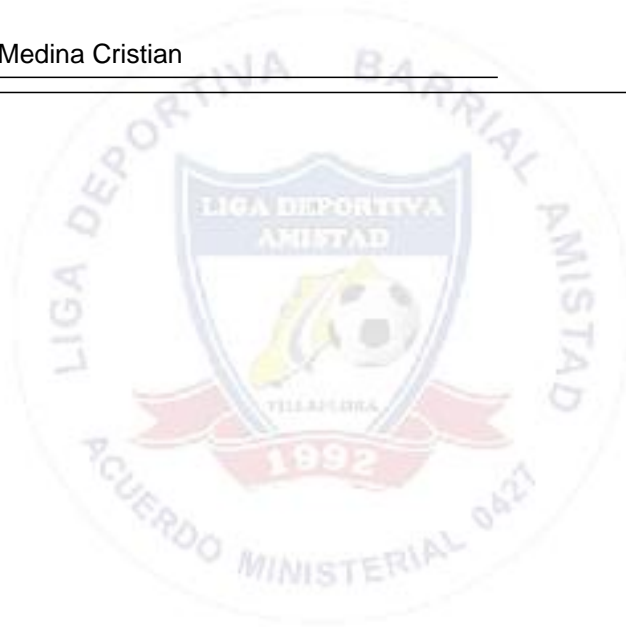 Medina Cristian
LIGA DEPORTIVA BARRIAL AMISTAD
LIGA DEPORTIVA
AMISTAD
VILLAFLORA
1992
ACUERDO MINISTERIAL 0427